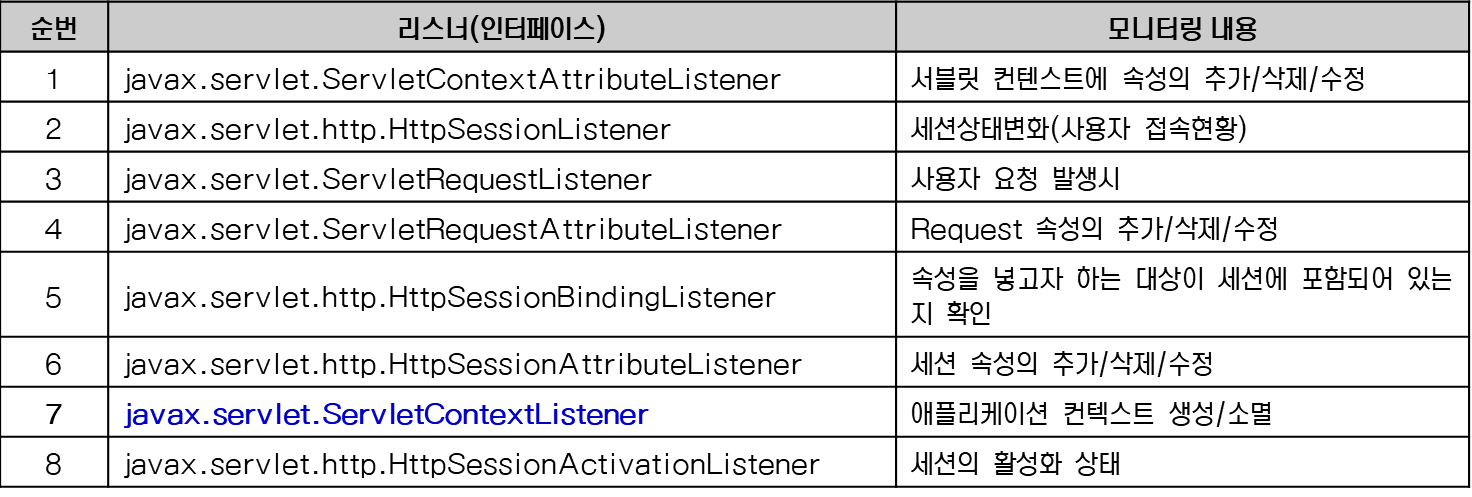 순번 리스너(인터페이스) 모니터링 내용
1 javax.servlet.ServletContextAttributeListener 서블릿 컨텐스트에 속성의 추가/삭제/수정
2 javax.servlet.http.HttpSessionListener 세션상태변화(사용자 접속현황)
3 javax.servlet.ServletRequestListener 사용자 요청 발생시
4 javax.servlet.ServletRequestAttributeListener Request 속성의 추가/삭제/수정
5 javax.servlet.http.HttpSessionBindingListener 속성을 넣고자 하는 대상이 세션에 포함되어 있는
지 확인
6 javax.servlet.http.HttpSessionAttributeListener 세션 속성의 추가/삭제/수정
7 javax.servlet.ServletContextListener 애플리케이션 컨텍스트 생성/소멸
8 javax.servlet.http.HttpSessionActivationListener 세션의 활성화 상태